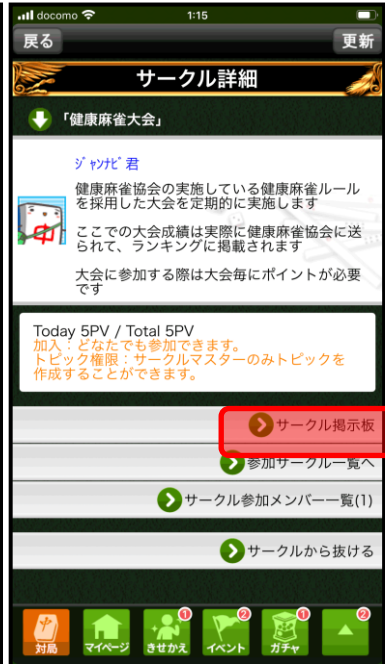 docomo 1:15
戻る サークル詳細 更新
「健康麻雀大会」
ジャンナビ君
健康麻雀協会の実施している健康麻雀ルール
を採用した大会を定期的に実施します
ここでの大会成績は実際に健康麻雀協会に送
られて、ランキングに掲載されます
大会に参加する際は大会毎にポイントが必要
です
中
Today 5PV / Total 5PV
加入：どなたでも参加できます。
トピック権限：サークルマスターのみトピックを
作成することができます。
サークル掲示板
参加サークル一覧へ
サークル参加メンバー一覧(1)
サークルから抜ける
1 2 1 2
対局 マイページ きせかえ イベント ガチャ